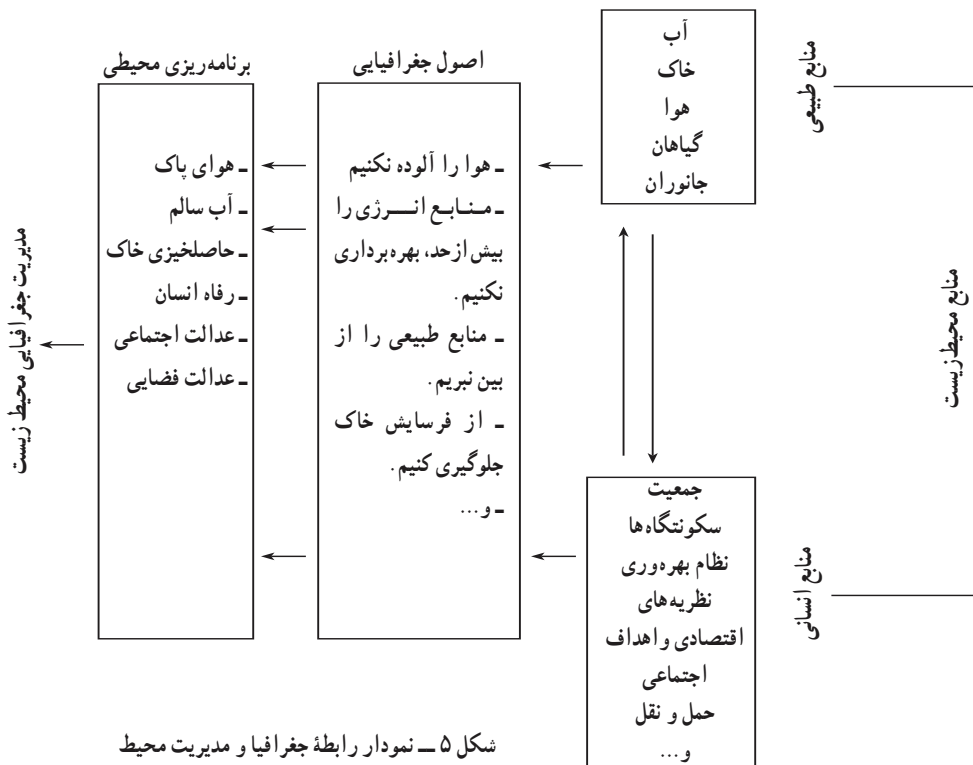 منابع محیط‌زیست
منابع طبیعی
آب
خاک
هوا
گیاهان
جانوران
منابع انسانی
جمعیت
سکونتگاه‌ها
نظام بهره‌وری
نظریه‌های
اقتصادی و اهداف
اجتماعی
حمل و نقل
و...
اصول جغرافیایی
ـ هوا را آلوده نکنیم
ـ منابع انرژی را
بیش از حد، بهره‌برداری
نکنیم.
ـ منابع طبیعی را از
بین نبریم.
ـ از فرسایش خاک
جلوگیری کنیم.
ـ و...
برنامه‌ریزی محیطی
ـ هوای پاک
ـ آب سالم
ـ حاصلخیزی خاک
ـ رفاه انسان
ـ عدالت اجتماعی
ـ عدالت فضایی
مدیریت جغرافیایی محیط زیست
شکل ۵ ــ نمودار رابطهٔ جغرافیا و مدیریت محیط